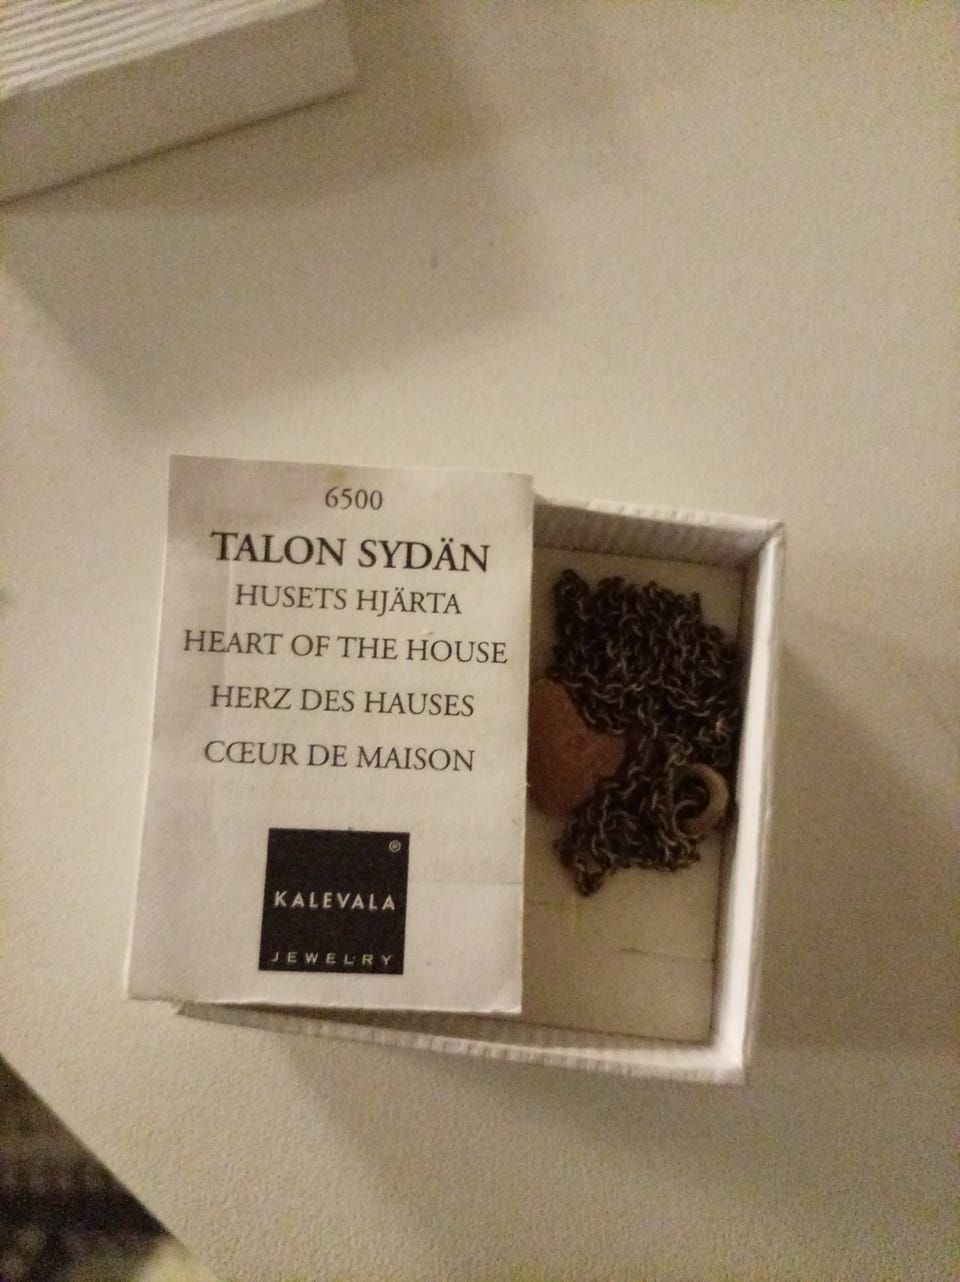 6500
TALON SYDÄN
HUSETS HJÄRTA
HEART OF THE HOUSE
HERZ DES HAUSES
CŒUR DE MAISON
®
KALEVALA
JEWELRY